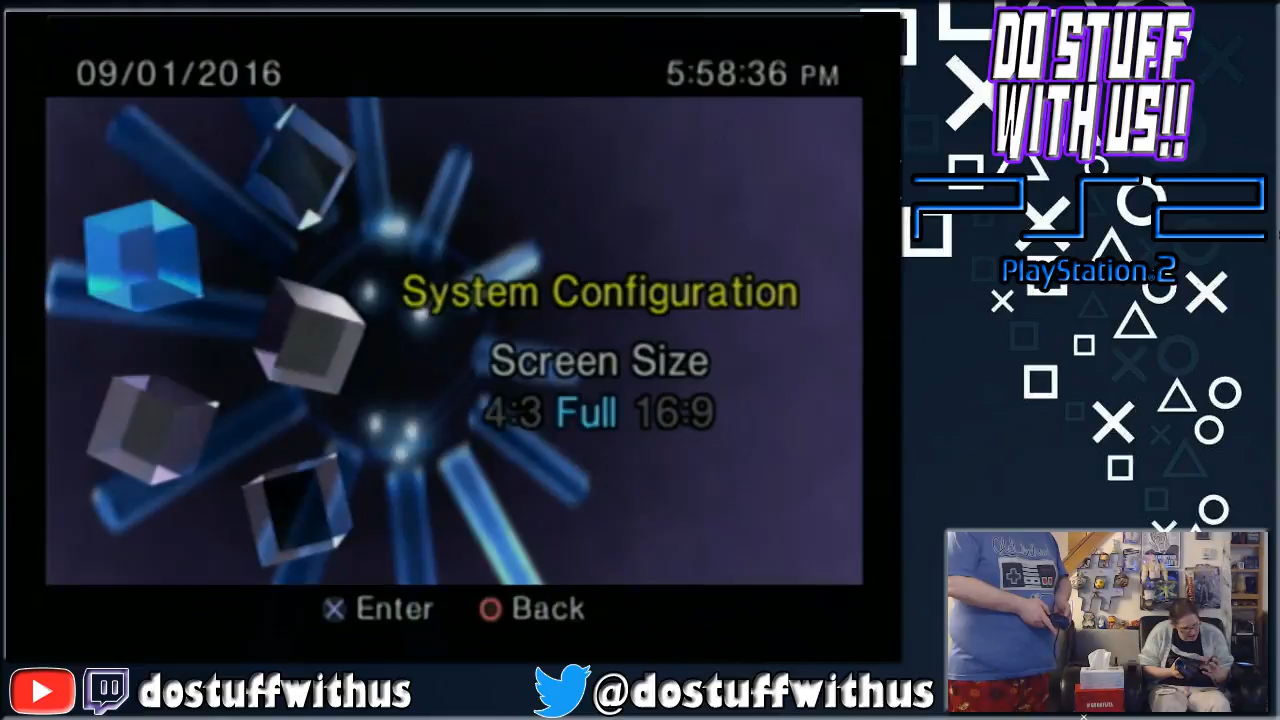 09/01/2016
5:58:36 PM
System Configuration
Screen Size
4:3 Full 16:9
Enter
Back
DO STUFF
WITH US!!
PS2
PlayStation.2
dostuffwithus
@dostuffwithus